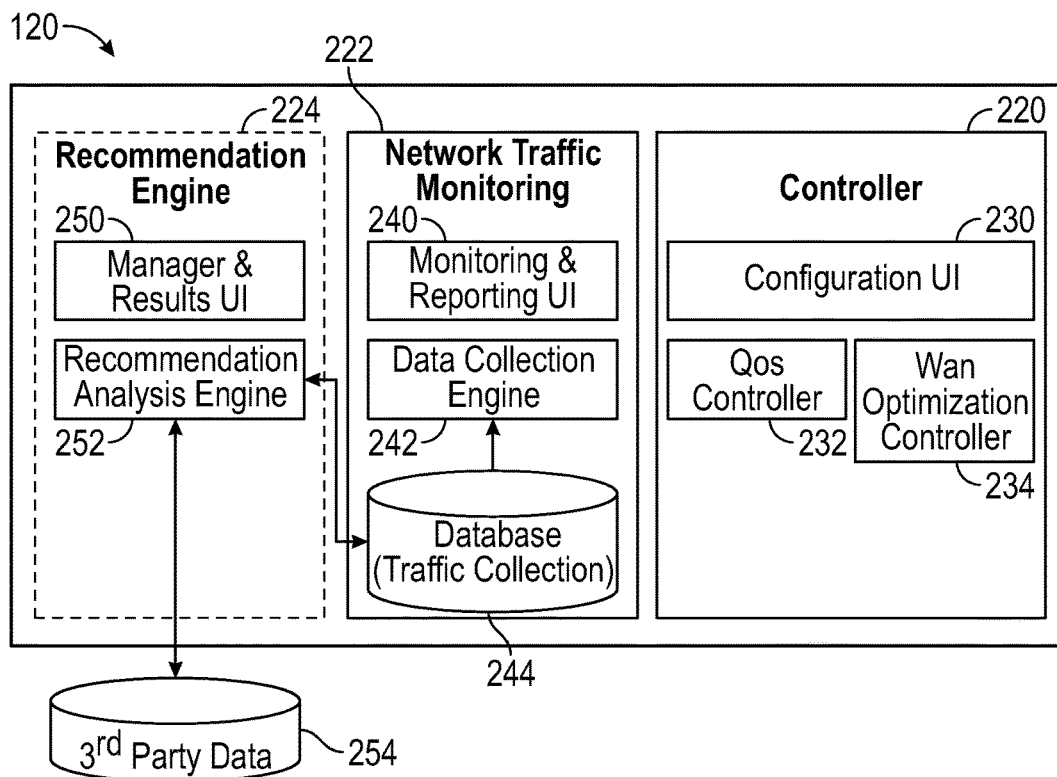 120
222
224
220
Recommendation
Engine
Network Traffic
Monitoring
Controller
250
240
230
Manager &
Results UI
Monitoring &
Reporting UI
Configuration UI
Recommendation
Analysis Engine
Data Collection
Engine
Qos
Controller
Wan
Optimization
Controller
252
242
232
234
Database
(Traffic Collection)
244
3rd Party Data
254